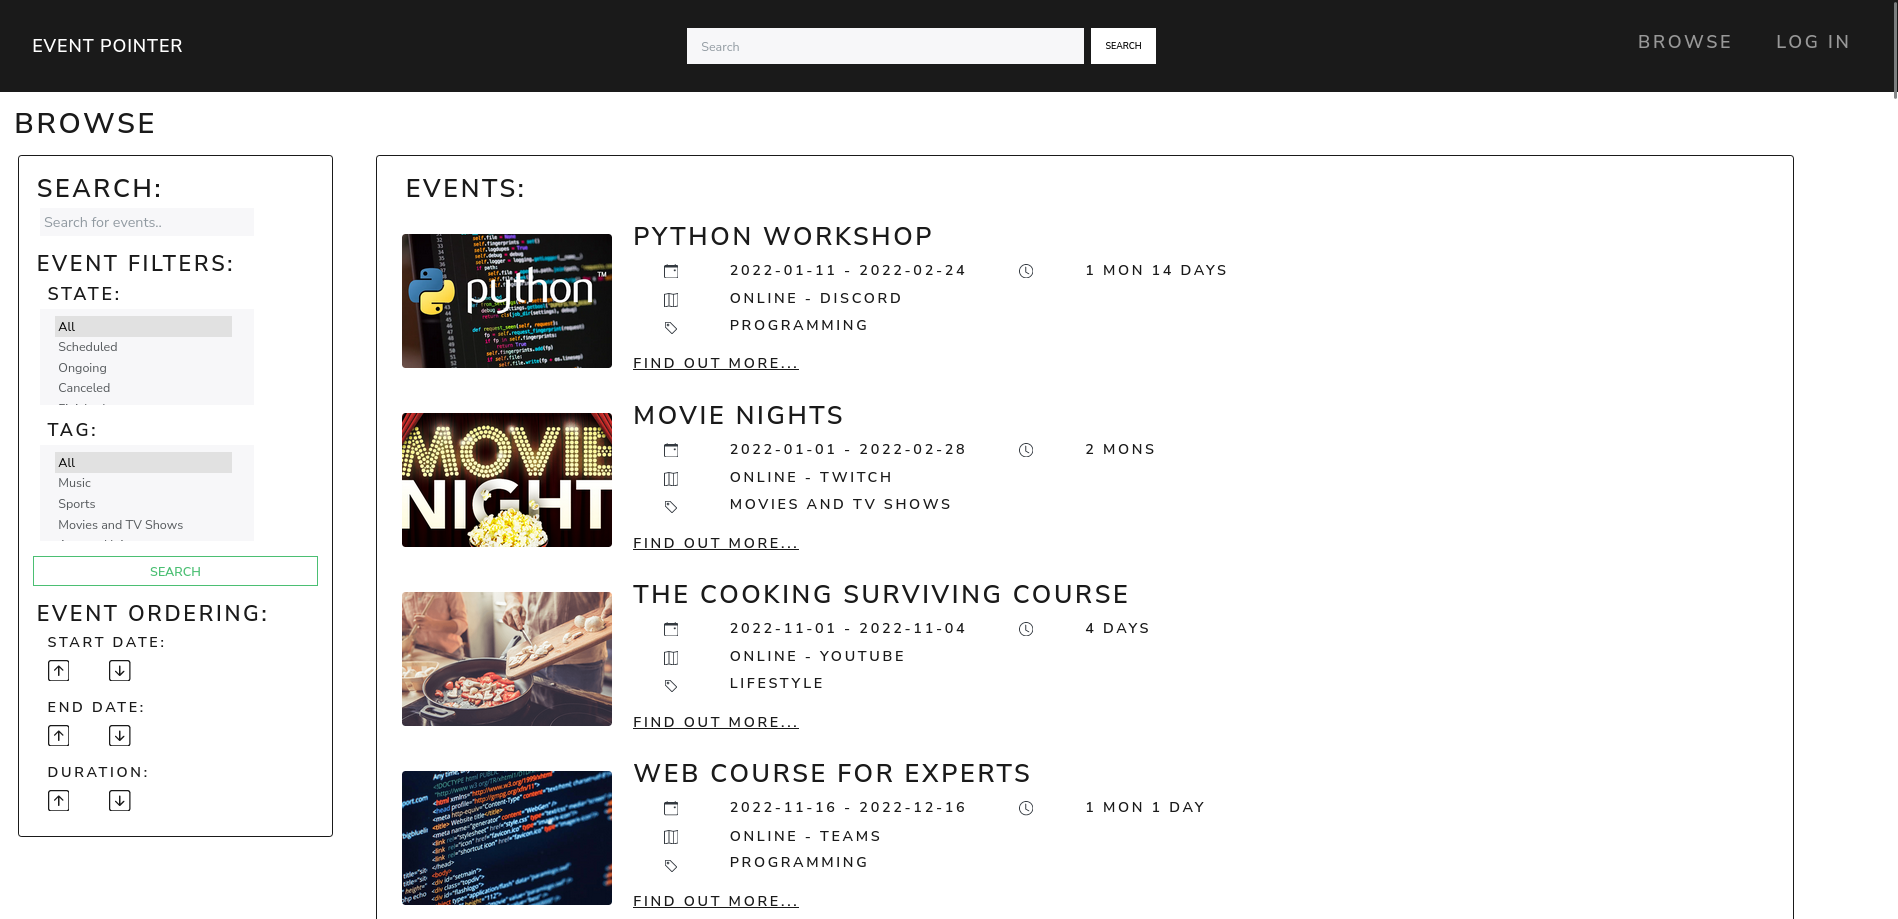 EVENT POINTER
Search
SEARCH
BROWSE
LOG IN
BROWSE
SEARCH:
Search for events..
EVENT FILTERS:
STATE:
All
Scheduled
Ongoing
Canceled
TAG:
All
Music
Sports
Movies and TV Shows
SEARCH
EVENT ORDERING:
START DATE:
END DATE:
DURATION:
EVENTS:
python™
PYTHON WORKSHOP
2022-01-11 - 2022-02-24
1 MON 14 DAYS
ONLINE - DISCORD
PROGRAMMING
FIND OUT MORE...
MOVIE
NIGHT
MOVIE NIGHTS
2022-01-01 - 2022-02-28
2 MONS
ONLINE - TWITCH
MOVIES AND TV SHOWS
FIND OUT MORE...
THE COOKING SURVIVING COURSE
2022-11-01 - 2022-11-04
4 DAYS
ONLINE - YOUTUBE
LIFESTYLE
FIND OUT MORE...
WEB COURSE FOR EXPERTS
2022-11-16 - 2022-12-16
1 MON 1 DAY
ONLINE - TEAMS
PROGRAMMING
FIND OUT MORE...